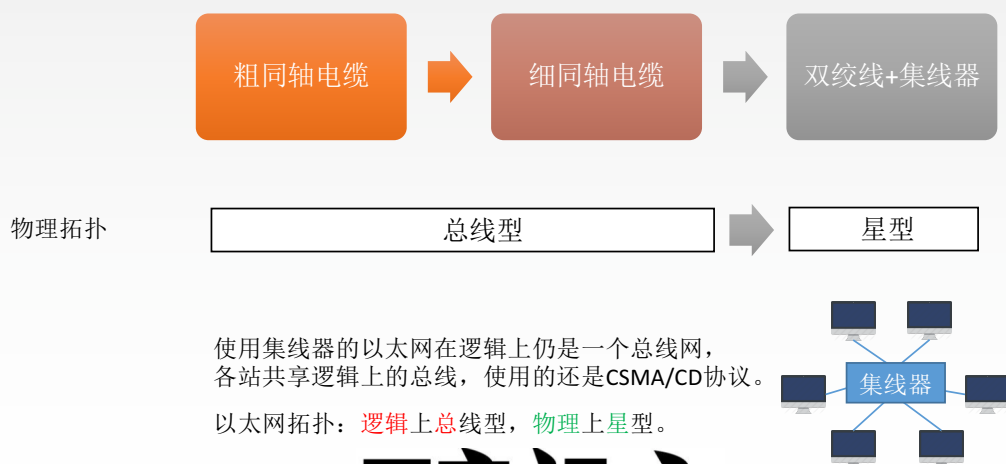 粗同轴电缆
细同轴电缆
双绞线+集线器
物理拓扑
总线型
星型
使用集线器的以太网在逻辑上仍是一个总线网，
各站共享逻辑上的总线，使用的还是CSMA/CD协议。
集线器
以太网拓扑：逻辑上总线型，物理上星型。